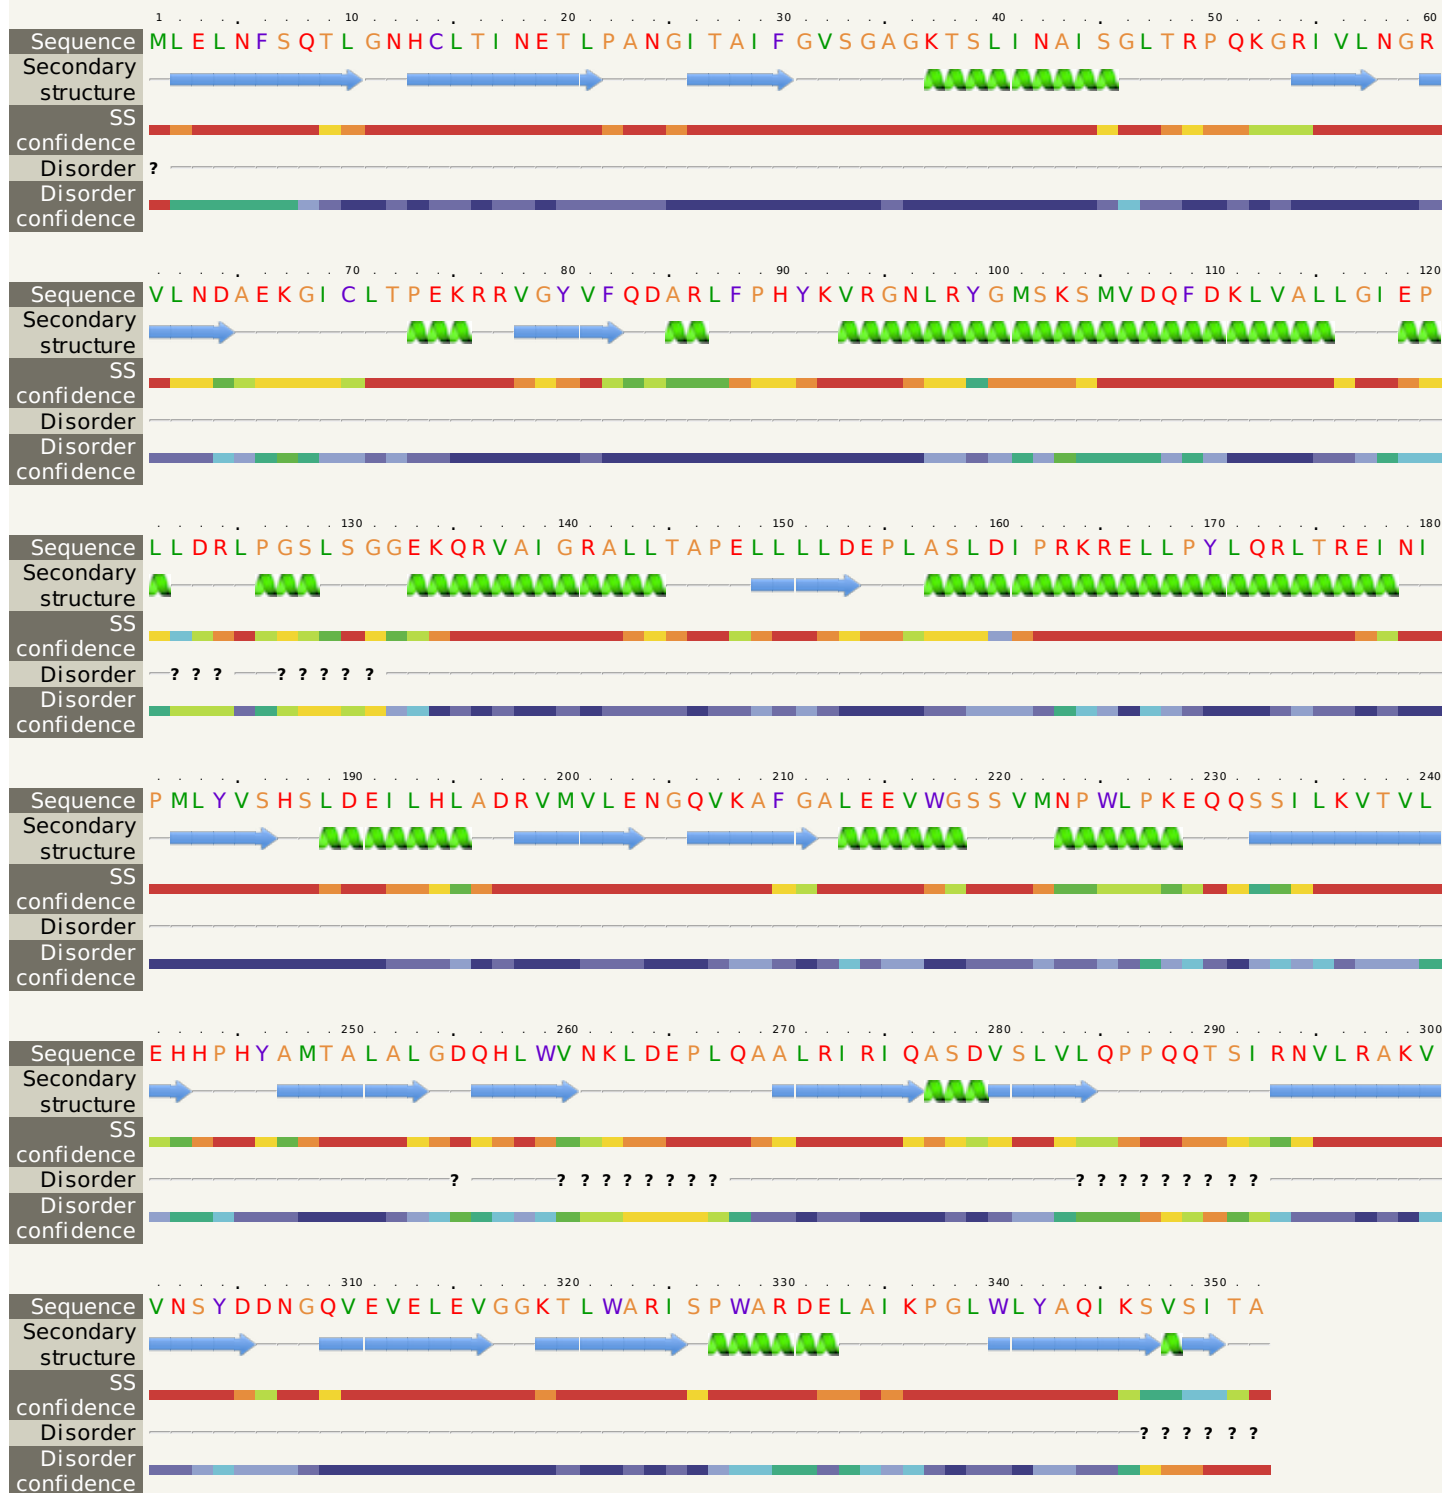 1 . . . . . . . . 10 . . . . . . . . . 20 . . . . . . . . . 30 . . . . . . . . . 40 . . . . . . . . . 50 . . . . . . . . . 60
Sequence MLELNFSQTLGNHCLTINETLPANGITAIFGVSGAGKTSLINAISGLTRPQKGRIVLNGR
Secondary
structure
SS
confidence
Disorder ?
Disorder
confidence
. . . . . . . . . 70 . . . . . . . . . 80 . . . . . . . . . 90 . . . . . . . . . 100 . . . . . . . . . 110 . . . . . . . . . 120
Sequence VLNDAEKGICLTPEKRRVGYVFQDARLFPHYKVRGNLRYGMSKSMVDQFDKLVALLGIEP
Secondary
structure
SS
confidence
Disorder
Disorder
confidence
. . . . . . . . . 130 . . . . . . . . . 140 . . . . . . . . . 150 . . . . . . . . . 160 . . . . . . . . . 170 . . . . . . . . . 180
Sequence LLDRLPGSLSGGEKQRVAIGRALLTAPELLLLDEPLASLDIPRKRELLPYLQRLTREINI
Secondary
structure
SS
confidence
Disorder ? ? ? ? ? ? ? ?
Disorder
confidence
. . . . . . . . . 190 . . . . . . . . . 200 . . . . . . . . . 210 . . . . . . . . . 220 . . . . . . . . . 230 . . . . . . . . . 240
Sequence PMLYVSHSLDEILHLADRVMVLENGQVKAFGALEEVWGSSVMNPWLPKEQQSSILKVTVL
Secondary
structure
SS
confidence
Disorder
Disorder
confidence
. . . . . . . . . 250 . . . . . . . . . 260 . . . . . . . . . 270 . . . . . . . . . 280 . . . . . . . . . 290 . . . . . . . . . 300
Sequence EHHPHYAMTALALGDQHLWVNKLDEPLQAALRIRIQASDVSLVLQPPQQTSIRNVLRAKV
Secondary
structure
SS
confidence
Disorder ? ? ? ? ? ? ? ? ? ? ? ? ? ? ? ? ? ?
Disorder
confidence
. . . . . . . . . 310 . . . . . . . . . 320 . . . . . . . . . 330 . . . . . . . . . 340 . . . . . . . . . 350 . .
Sequence VNSYDDNGQVEVELEVGGKTLWARISPWARDELAIKPGLWLYAQIKSVSITA
Secondary
structure
SS
confidence
Disorder ? ? ? ? ? ?
Disorder
confidence